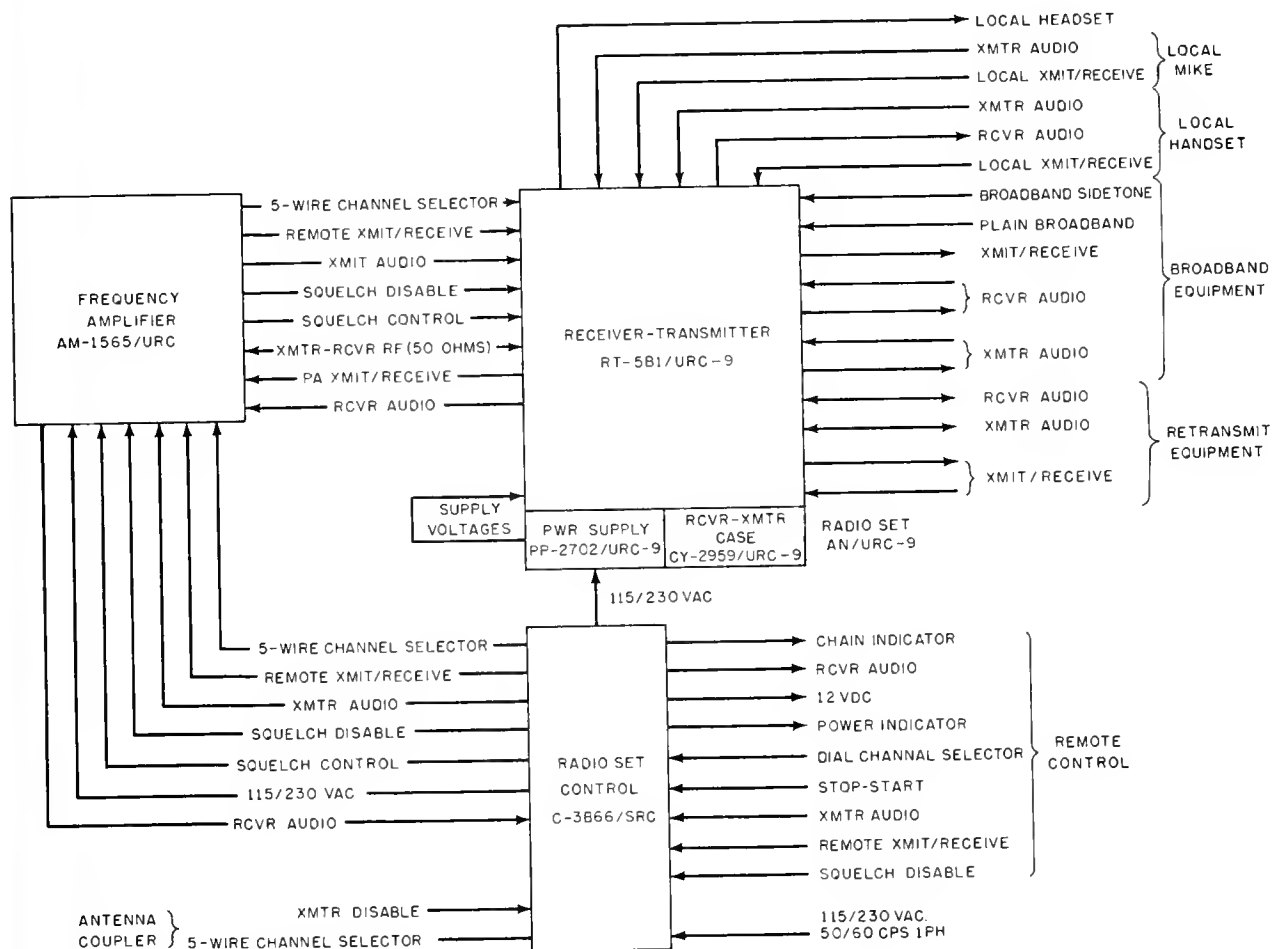 LOCAL HEADSET
XMTR AUDIO
LOCAL XMIT/RECEIVE
LOCAL
MIKE
XMTR AUDIO
RCVR AUDIO
LOCAL XMIT/RECEIVE
LOCAL
HANDSET
BROADBAND SIDETONE
PLAIN BROADBAND
XMIT/RECEIVE
RCVR AUDIO
XMTR AUDIO
BROADBAND
EQUIPMENT
RCVR AUDIO
XMTR AUDIO
XMIT/RECEIVE
RETRANSMIT
EQUIPMENT
FREQUENCY
AMPLIFIER
AM-1565/URC
5-WIRE CHANNEL SELECTOR
REMOTE XMIT/RECEIVE
XMIT AUDIO
SQUELCH DISABLE
SQUELCH CONTROL
XMTR-RCVR RF (50 OHMS)
PA XMIT/RECEIVE
RCVR AUDIO
RECEIVER-TRANSMITTER
RT-581/URC-9
SUPPLY
VOLTAGES
PWR SUPPLY
PP-2702/URC-9
RCVR-XMTR
CASE
CY-2959/URC-9
RADIO SET
AN/URC-9
115/230 VAC
5-WIRE CHANNEL SELECTOR
REMOTE XMIT/RECEIVE
XMTR AUDIO
SQUELCH DISABLE
SQUELCH CONTROL
115/230 VAC
RCVR AUDIO
RADIO SET
CONTROL
C-3866/SRC
CHAIN INDICATOR
RCVR AUDIO
12 VDC
POWER INDICATOR
DIAL CHANNEL SELECTOR
STOP-START
XMTR AUDIO
REMOTE XMIT/RECEIVE
SQUELCH DISABLE
REMOTE
CONTROL
ANTENNA
COUPLER
XMTR DISABLE
5-WIRE CHANNEL SELECTOR
115/230 VAC.
50/60 CPS 1PH